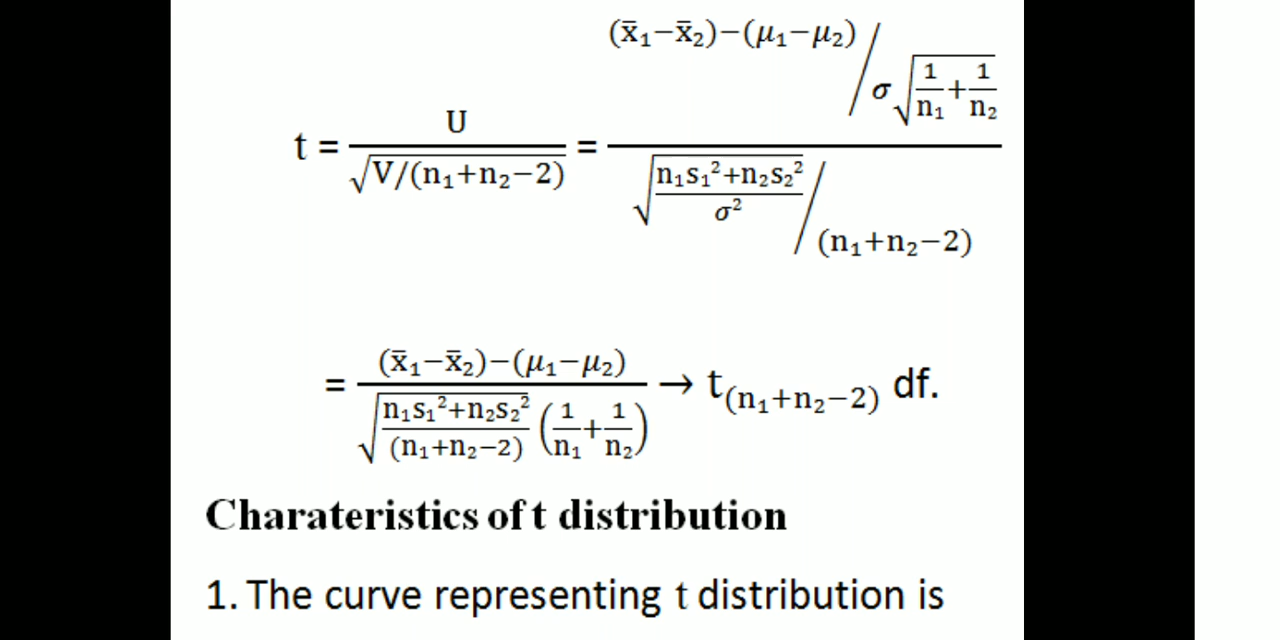 t = U / √V/(n₁+n₂−2) = (x̄₁−x̄₂)−(μ₁−μ₂) / σ √(1/n₁ + 1/n₂) / √(n₁s₁²+n₂s₂² / σ²) / (n₁+n₂−2)
= (x̄₁−x̄₂)−(μ₁−μ₂) / √(n₁s₁²+n₂s₂² / (n₁+n₂−2)) (1/n₁ + 1/n₂) → t(n₁+n₂−2) df.
Charateristics of t distribution
1. The curve representing t distribution is